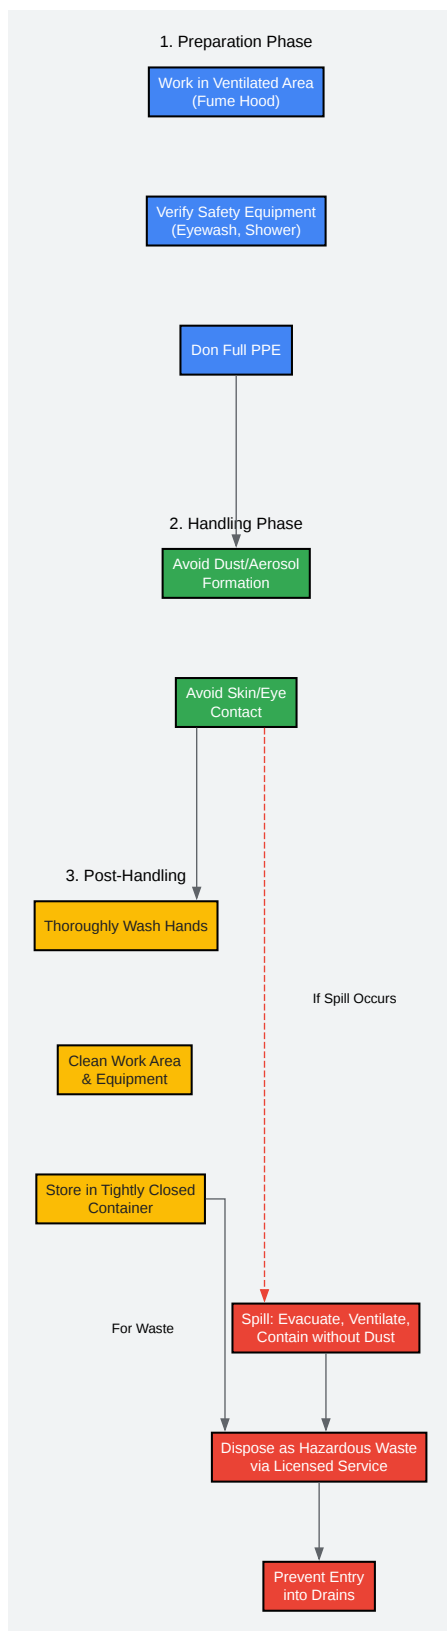 1. Preparation Phase
Work in Ventilated Area
(Fume Hood)
Verify Safety Equipment
(Eyewash, Shower)
Don Full PPE
2. Handling Phase
Avoid Dust/Aerosol
Formation
Avoid Skin/Eye
Contact
3. Post-Handling
Thoroughly Wash Hands
If Spill Occurs
Clean Work Area
& Equipment
Store in Tightly Closed
Container
For Waste
Spill: Evacuate, Ventilate,
Contain without Dust
Dispose as Hazardous Waste
via Licensed Service
Prevent Entry
into Drains